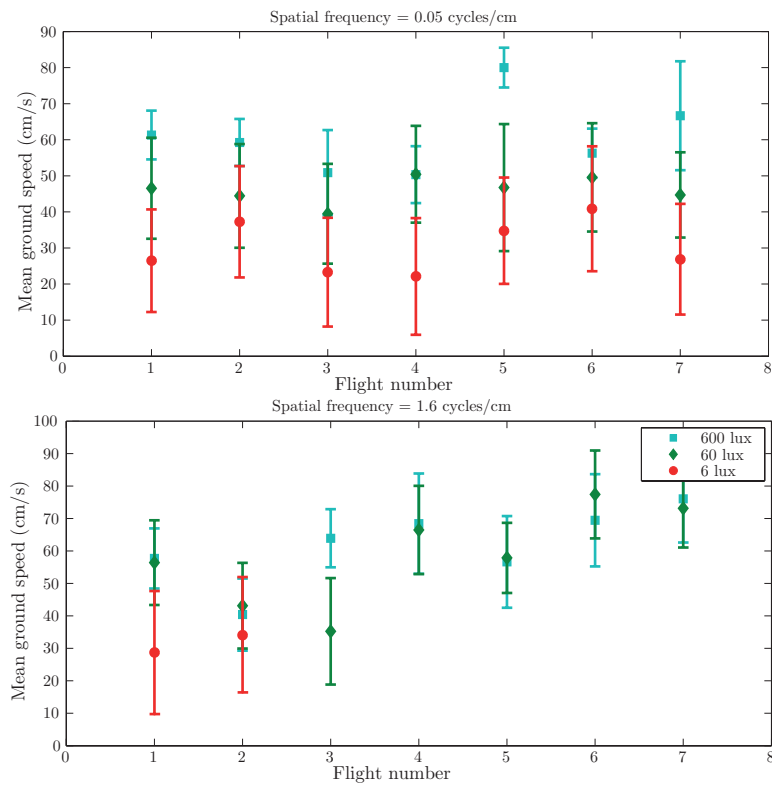 Spatial frequency = 0.05 cycles/cm
Mean ground speed (cm/s)
90
80
70
60
50
40
30
20
10
0
0 1 2 3 4 5 6 7 8
Flight number
Spatial frequency = 1.6 cycles/cm
Mean ground speed (cm/s)
100
90
80
70
60
50
40
30
20
10
0
600 lux
60 lux
6 lux
0 1 2 3 4 5 6 7 8
Flight number